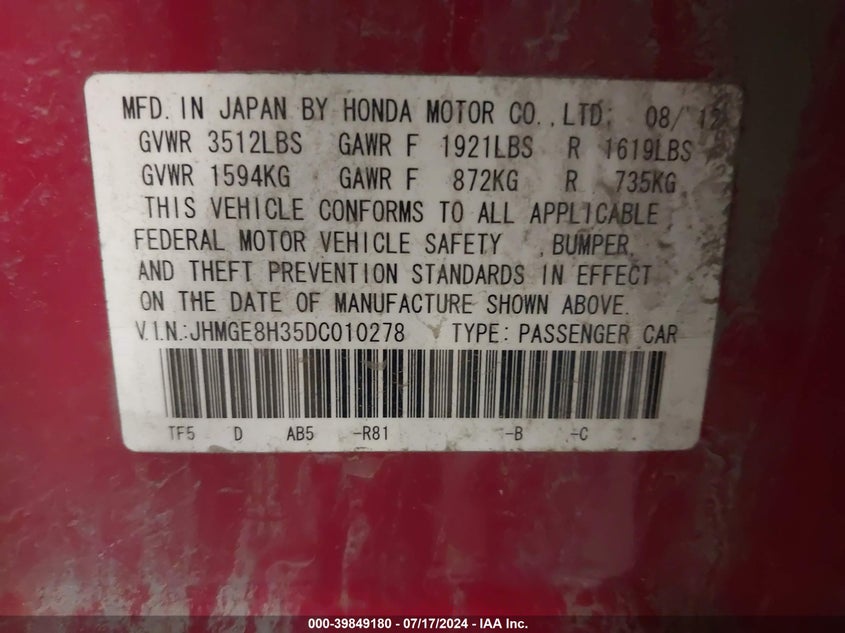 MFD. IN JAPAN BY HONDA MOTOR CO., LTD. 08/ 12
GVWR 3512LBS GAWR F 1921LBS R 1619LBS
GVWR 1594KG GAWR F 872KG R 735KG
THIS VEHICLE CONFORMS TO ALL APPLICABLE
FEDERAL MOTOR VEHICLE SAFETY , BUMPER,
AND THEFT PREVENTION STANDARDS IN EFFECT
ON THE DATE OF MANUFACTURE SHOWN ABOVE.
V.I.N.:JHMGE8H35DC010278 TYPE: PASSENGER CAR
TF5 D AB5 -R81 -B -C
000-39849180 - 07/17/2024 - IAA Inc.